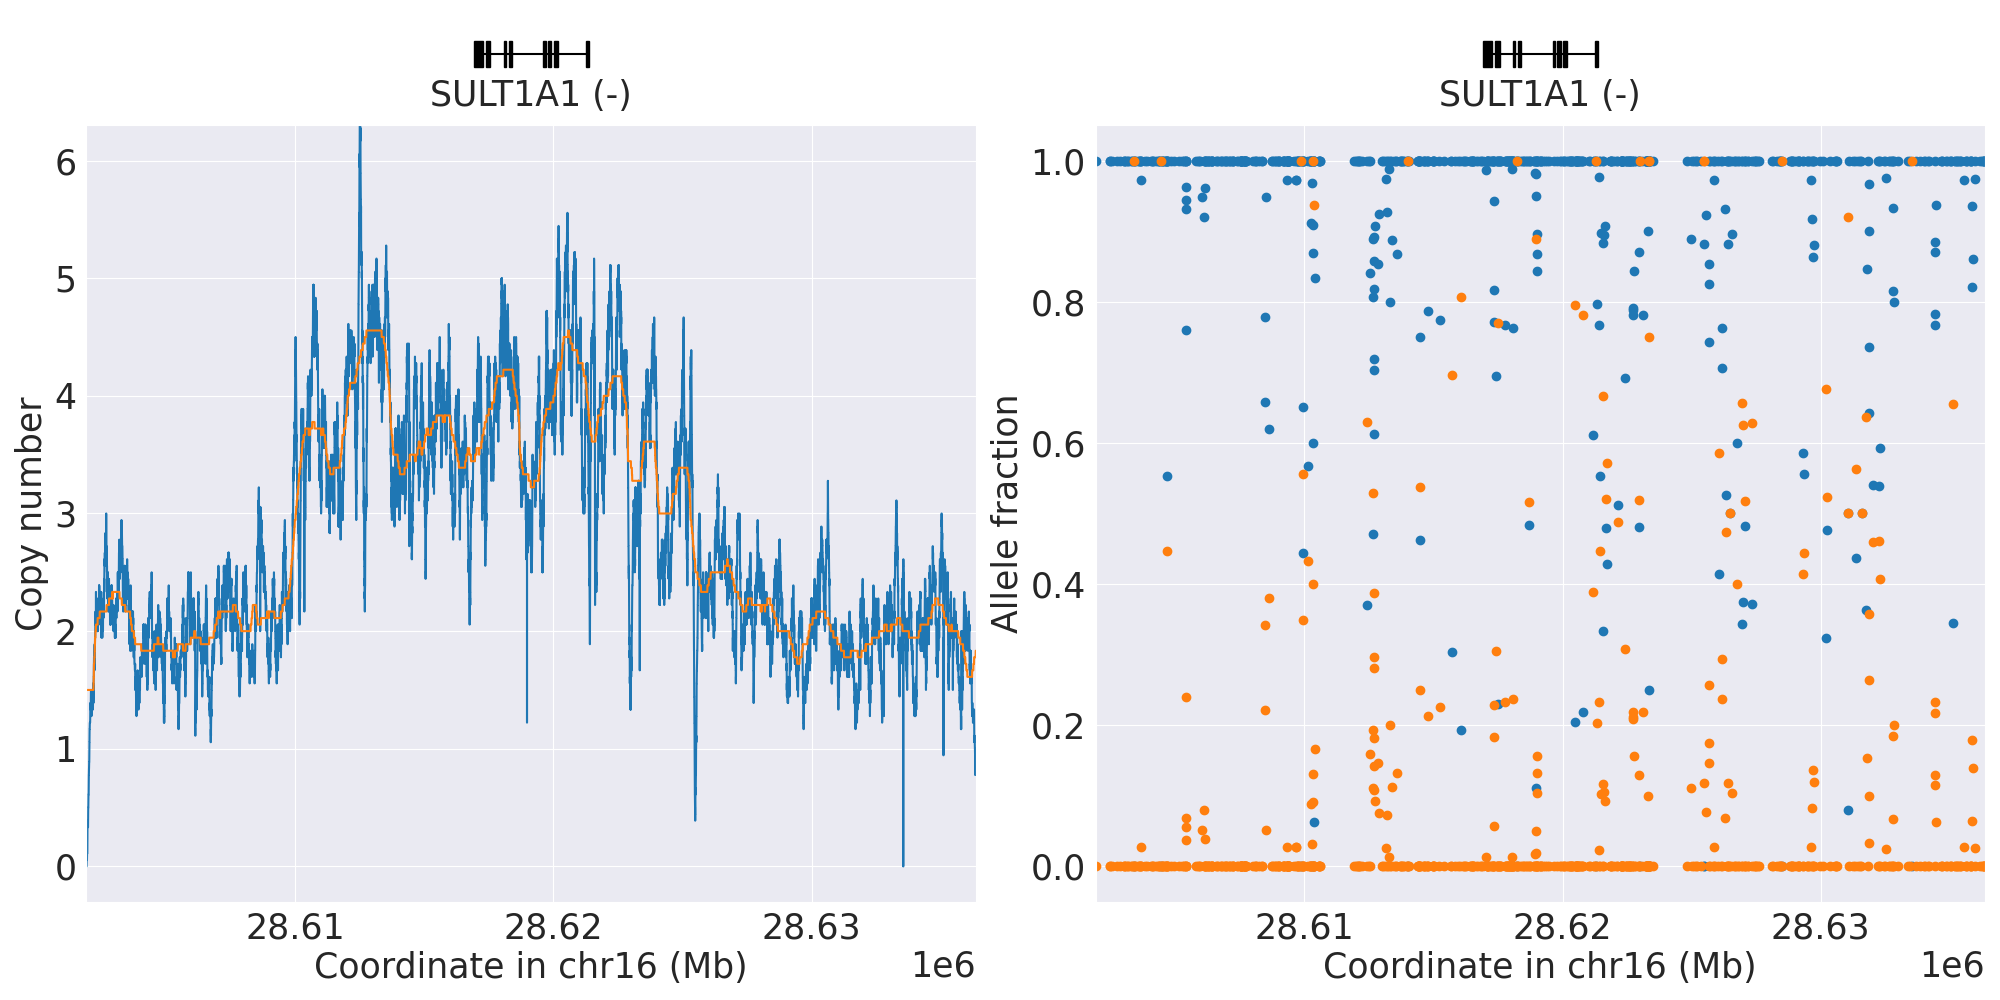 SULT1A1 (-)
6
5
4
3
2
1
0
Copy number
28.61
28.62
28.63
Coordinate in chr16 (Mb)
1e6
SULT1A1 (-)
1.0
0.8
0.6
0.4
0.2
0.0
Allele fraction
28.61
28.62
28.63
Coordinate in chr16 (Mb)
1e6